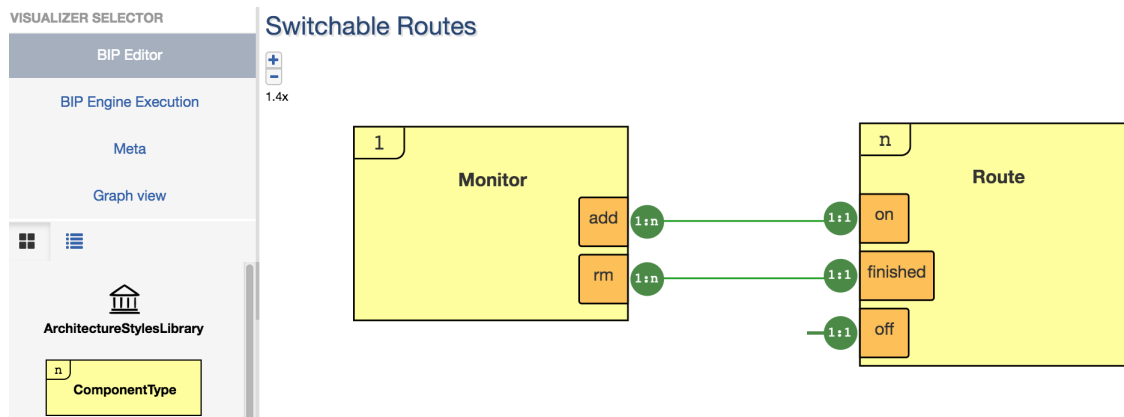 VISUALIZER SELECTOR
BIP Editor
BIP Engine Execution
Meta
Graph view
ArchitectureStylesLibrary
n
ComponentType
Switchable Routes
+
-
1.4x
1
Monitor
add
1:n
rm
1:n
n
Route
1:1
on
1:1
finished
1:1
off